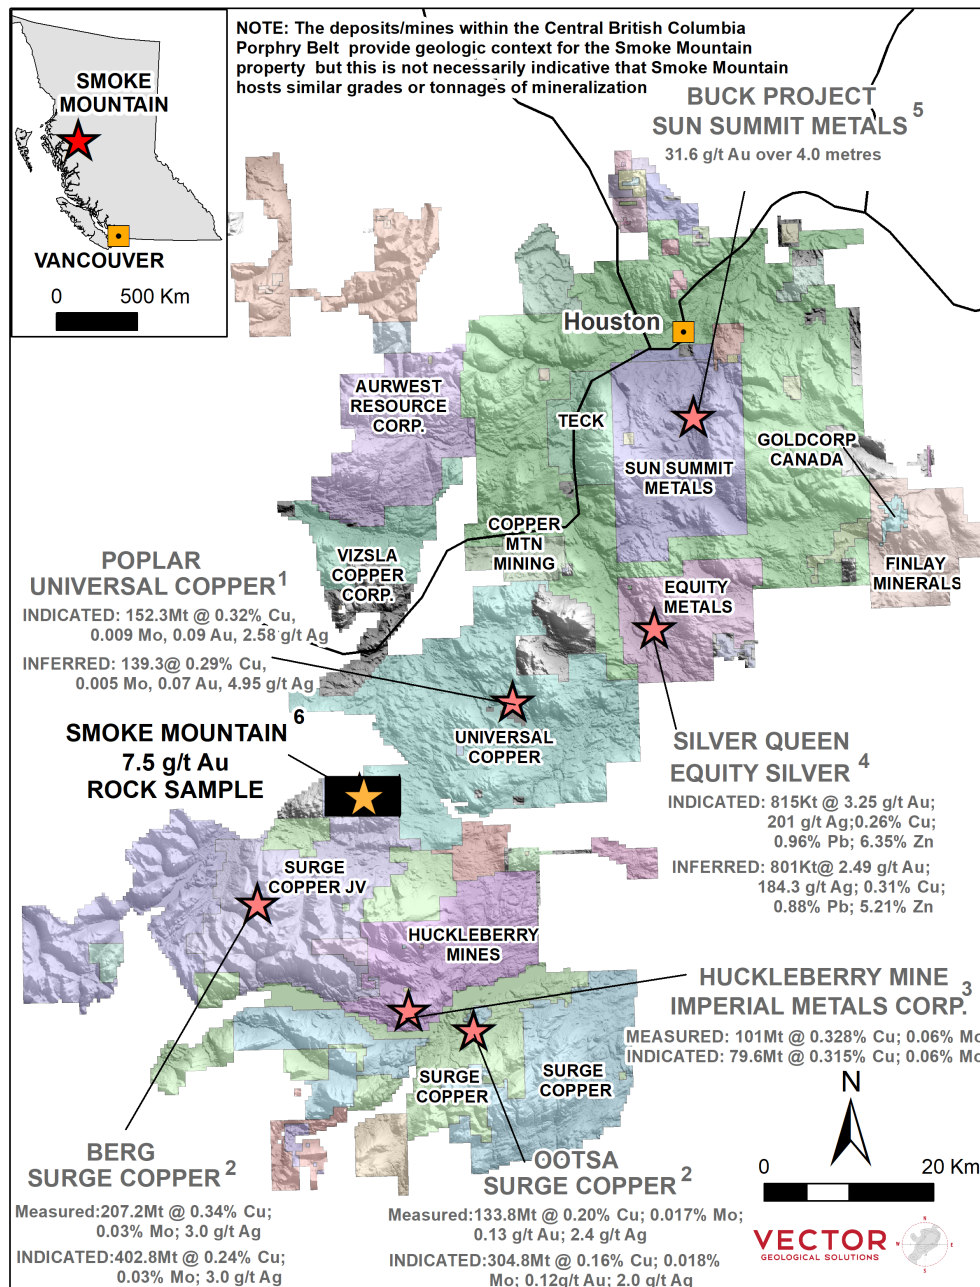 NOTE: The deposits/mines within the Central British Columbia
Porphry Belt provide geologic context for the Smoke Mountain
property but this is not necessarily indicative that Smoke Mountain
hosts similar grades or tonnages of mineralization
SMOKE
MOUNTAIN
VANCOUVER
0 500 Km
BUCK PROJECT
SUN SUMMIT METALS 5
31.6 g/t Au over 4.0 metres
Houston
AURWEST
RESOURCE
CORP.
TECK
SUN SUMMIT
METALS
GOLDCORP
CANADA
COPPER
MTN
MINING
VIZSLA
COPPER
CORP.
FINLAY
MINERALS
EQUITY
METALS
POPLAR
UNIVERSAL COPPER 1
INDICATED: 152.3Mt @ 0.32% Cu,
0.009 Mo, 0.09 Au, 2.58 g/t Ag
INFERRED: 139.3@ 0.29% Cu,
0.005 Mo, 0.07 Au, 4.95 g/t Ag
UNIVERSAL
COPPER
SMOKE MOUNTAIN 6
7.5 g/t Au
ROCK SAMPLE
SILVER QUEEN
EQUITY SILVER 4
INDICATED: 815Kt @ 3.25 g/t Au;
201 g/t Ag;0.26% Cu;
0.96% Pb; 6.35% Zn
INFERRED: 801Kt@ 2.49 g/t Au;
184.3 g/t Ag; 0.31% Cu;
0.88% Pb; 5.21% Zn
SURGE
COPPER JV
HUCKLEBERRY
MINES
HUCKLEBERRY MINE
IMPERIAL METALS CORP. 3
MEASURED: 101Mt @ 0.328% Cu; 0.06% Mo
INDICATED: 79.6Mt @ 0.315% Cu; 0.06% Mo
SURGE
COPPER
SURGE
COPPER
N
0 20 Km
BERG
SURGE COPPER 2
Measured:207.2Mt @ 0.34% Cu;
0.03% Mo; 3.0 g/t Ag
INDICATED:402.8Mt @ 0.24% Cu;
0.03% Mo; 3.0 g/t Ag
OOTSA
SURGE COPPER 2
Measured:133.8Mt @ 0.20% Cu; 0.017% Mo;
0.13 g/t Au; 2.4 g/t Ag
INDICATED:304.8Mt @ 0.16% Cu; 0.018%
Mo; 0.12g/t Au; 2.0 g/t Ag
VECTOR
GEOLOGICAL SOLUTIONS
N
W E
S